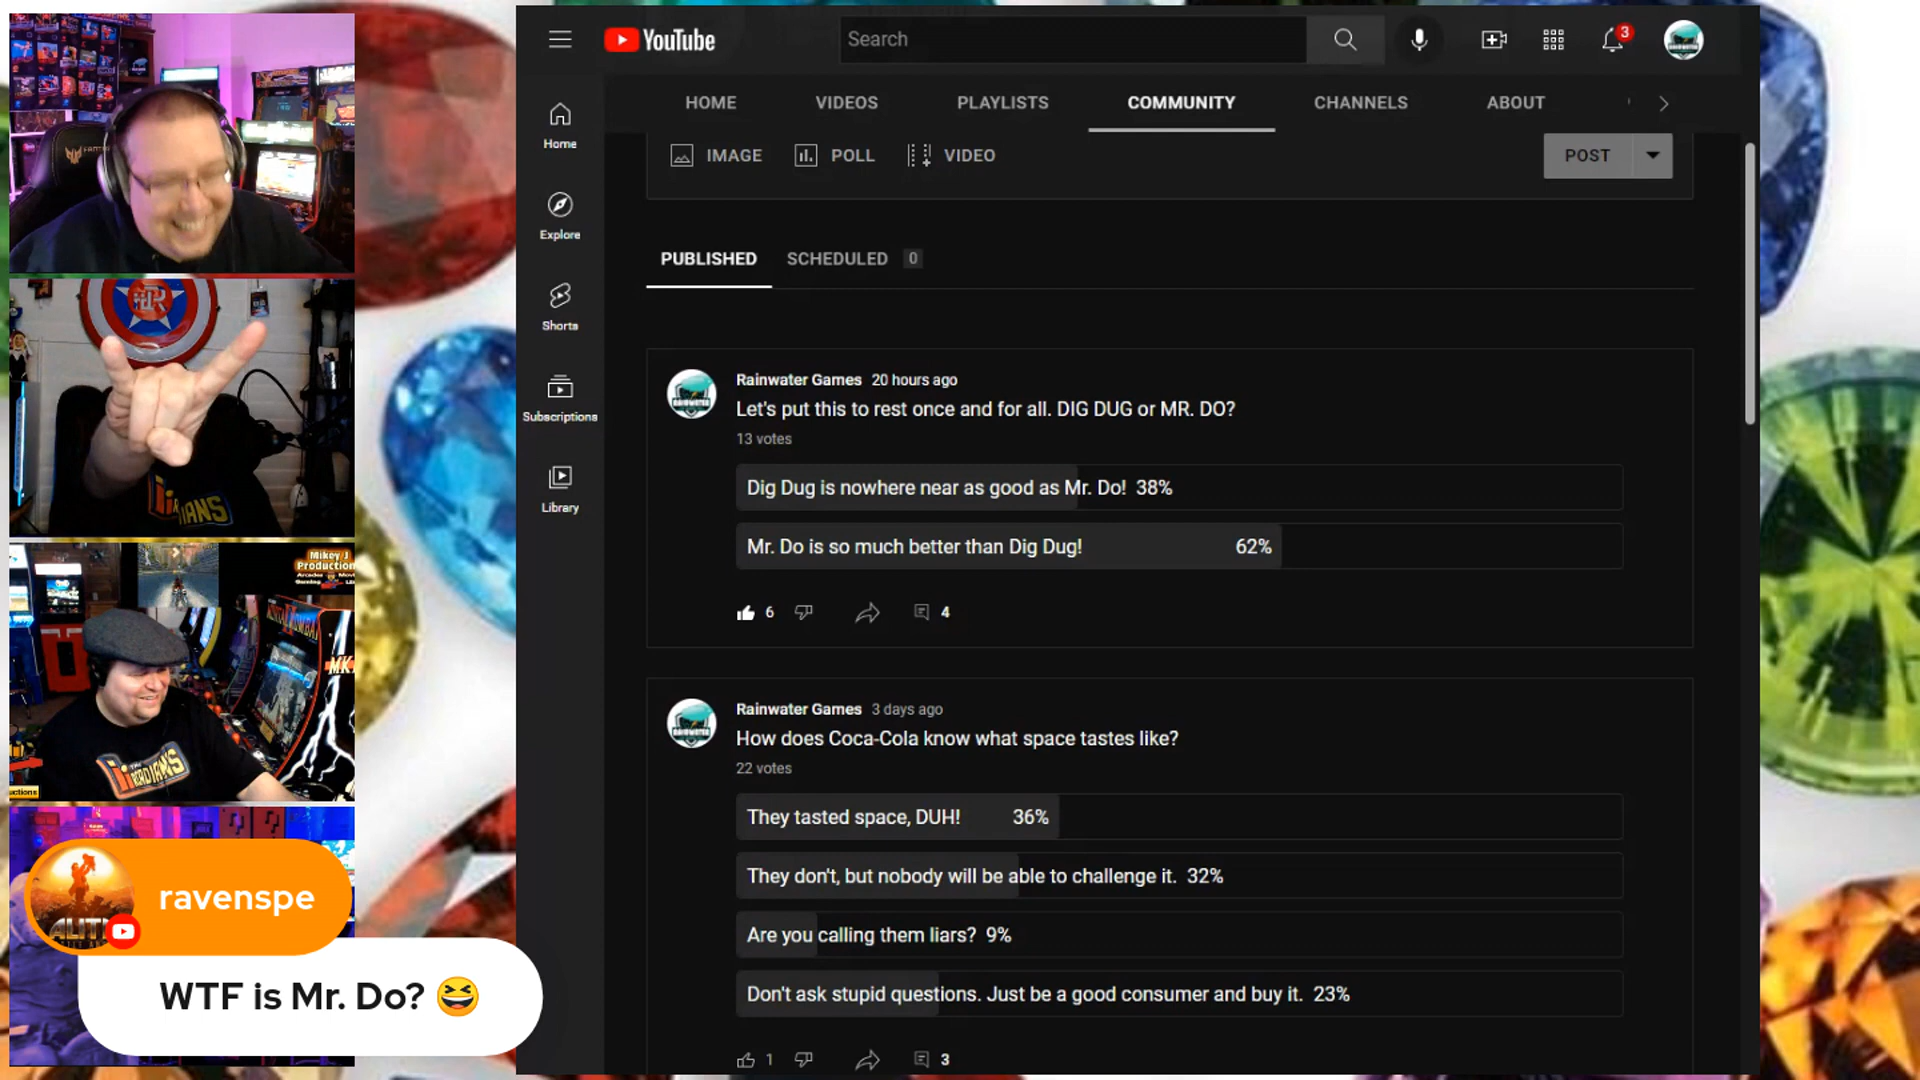 YouTube
Search
3
HOME
VIDEOS
PLAYLISTS
COMMUNITY
CHANNELS
ABOUT
IMAGE
POLL
VIDEO
POST
Home
Explore
Shorts
Subscriptions
Library
PUBLISHED
SCHEDULED 0
Rainwater Games 20 hours ago
Let's put this to rest once and for all. DIG DUG or MR. DO?
13 votes
Dig Dug is nowhere near as good as Mr. Do! 38%
Mr. Do is so much better than Dig Dug! 62%
6
4
Rainwater Games 3 days ago
How does Coca-Cola know what space tastes like?
22 votes
They tasted space, DUH! 36%
They don't, but nobody will be able to challenge it. 32%
Are you calling them liars? 9%
Don't ask stupid questions. Just be a good consumer and buy it. 23%
1
3
Mikey J
Production
MK
ctions
ravenspe
WTF is Mr. Do? 😆